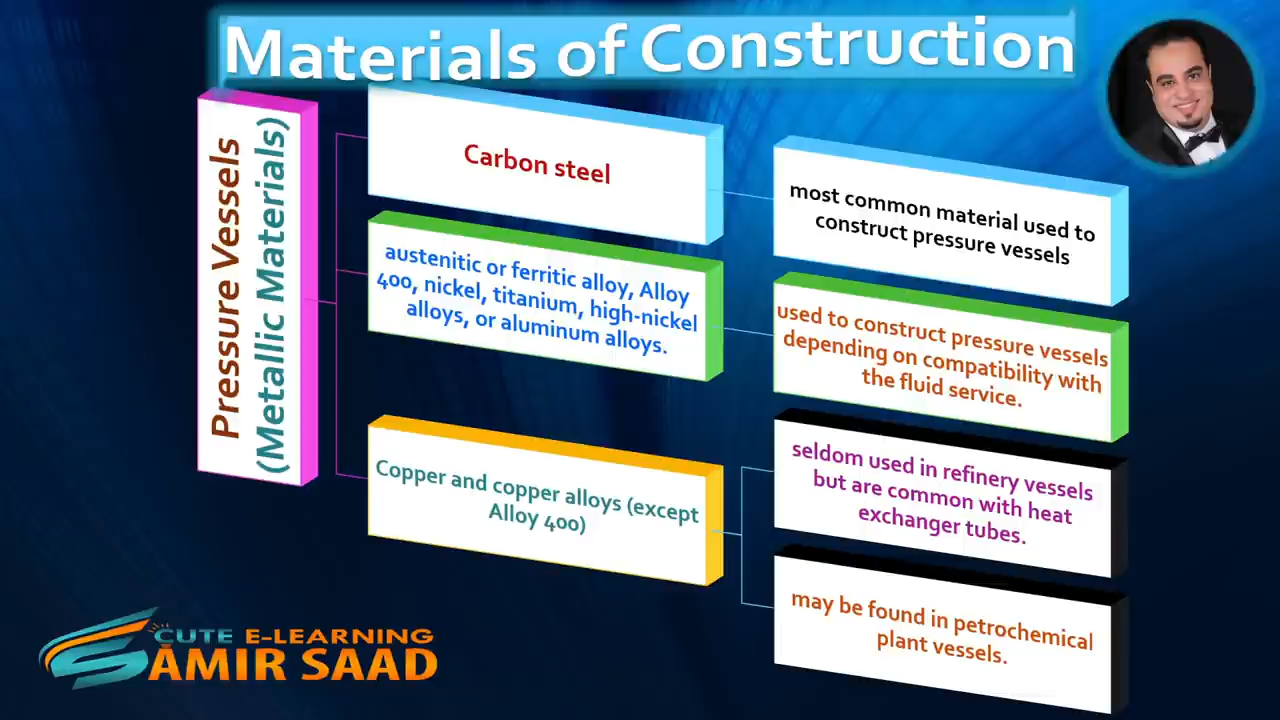 Materials of Construction
Pressure Vessels
(Metallic Materials)
Carbon steel
most common material used to
construct pressure vessels
austenitic or ferritic alloy, Alloy
400, nickel, titanium, high-nickel
alloys, or aluminum alloys.
used to construct pressure vessels
depending on compatibility with
the fluid service.
Copper and copper alloys (except
Alloy 400)
seldom used in refinery vessels
but are common with heat
exchanger tubes.
may be found in petrochemical
plant vessels.
CUTE E-LEARNING
AMIR SAAD